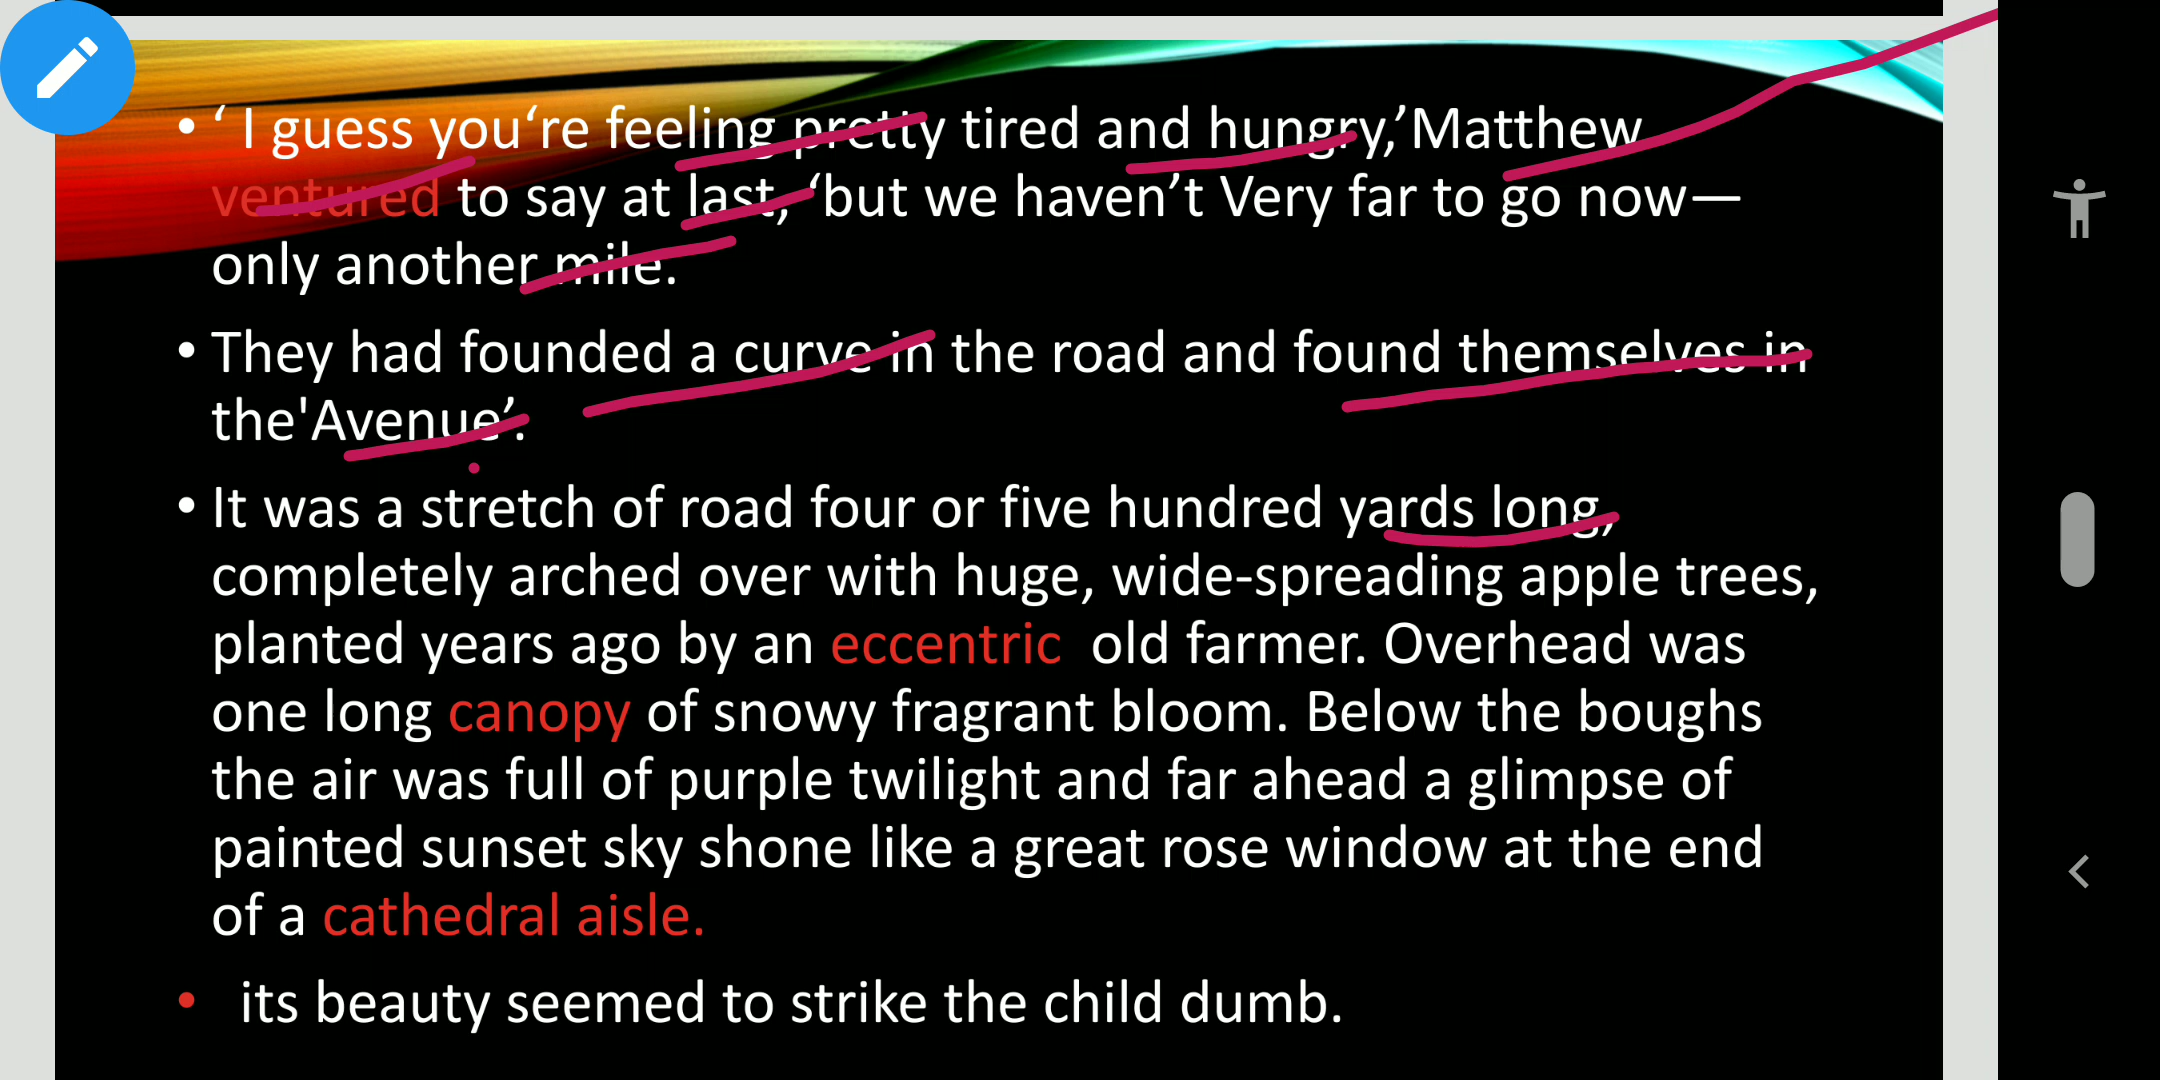 • ‘ I guess you‘re feeling pretty tired and hungry,’Matthew
ventured to say at last, ‘but we haven’t Very far to go now—
only another mile.
• They had founded a curve in the road and found themselves in
the'Avenue’.
• It was a stretch of road four or five hundred yards long,
completely arched over with huge, wide-spreading apple trees,
planted years ago by an eccentric  old farmer. Overhead was
one long canopy of snowy fragrant bloom. Below the boughs
the air was full of purple twilight and far ahead a glimpse of
painted sunset sky shone like a great rose window at the end
of a cathedral aisle.
• its beauty seemed to strike the child dumb.